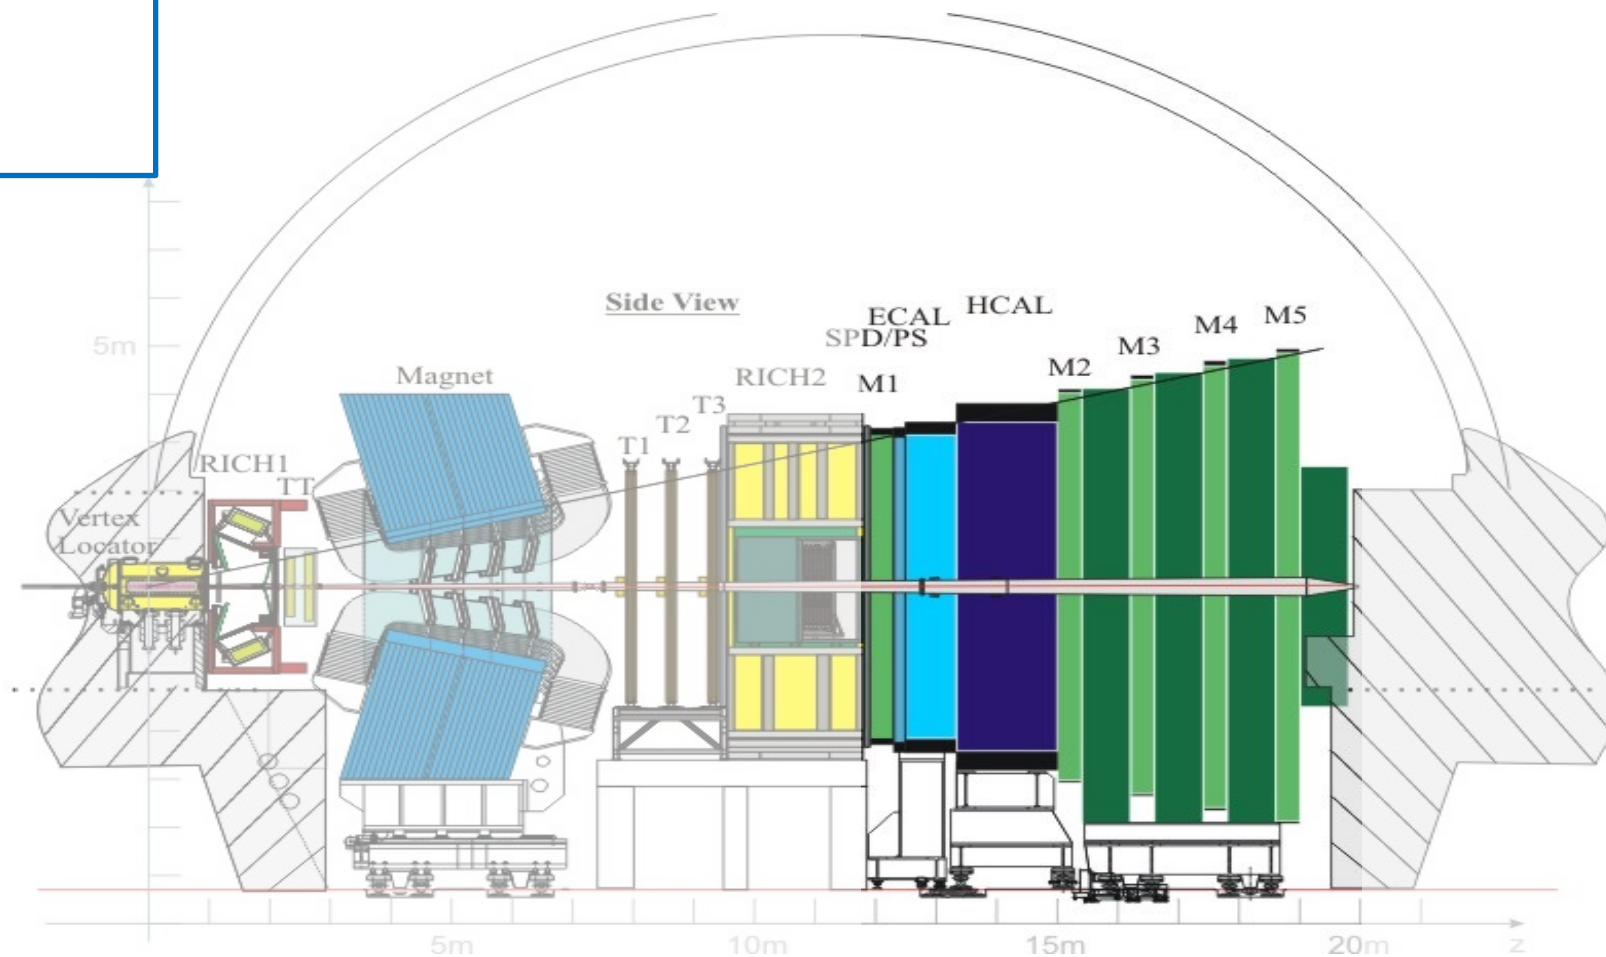 Side View
ECAL
HCAL
SPD/PS
M1
M2
M3
M4
M5
5m
Magnet
RICH2
T1
T2
T3
RICH1
TT
Vertex
Locator
5m
10m
15m
20m
z